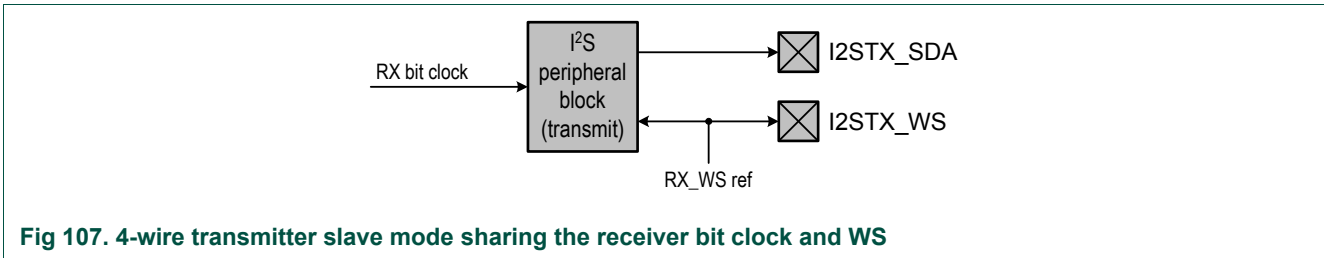 I²S
peripheral
block
(transmit)
RX bit clock
I2STX_SDA
I2STX_WS
RX_WS ref
Fig 107. 4-wire transmitter slave mode sharing the receiver bit clock and WS